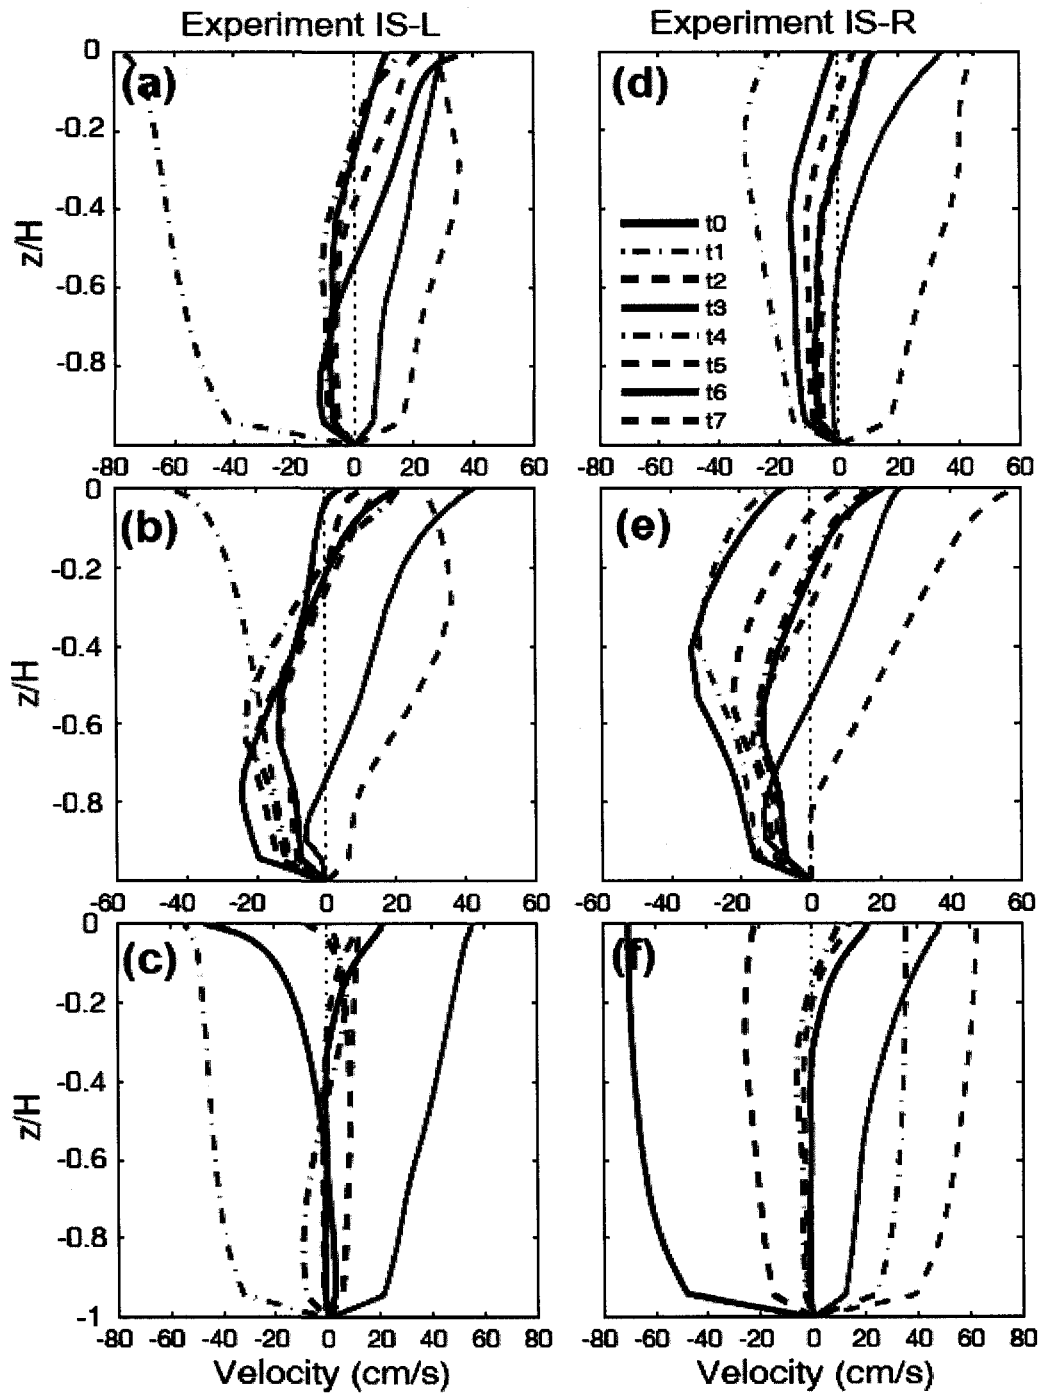 Experiment IS-L
Experiment IS-R
(a)
(d)
0
-0.2
-0.4
-0.6
-0.8
z/H
t0
t1
t2
t3
t4
t5
t6
t7
-80 -60 -40 -20 0 20 40 60
-80 -60 -40 -20 0 20 40 60
(b)
(e)
0
-0.2
-0.4
-0.6
-0.8
z/H
-60 -40 -20 0 20 40 60
-60 -40 -20 0 20 40 60
(c)
(f)
0
-0.2
-0.4
-0.6
-0.8
-1
z/H
-80 -60 -40 -20 0 20 40 60 80
-80 -60 -40 -20 0 20 40 60 80
Velocity (cm/s)
Velocity (cm/s)